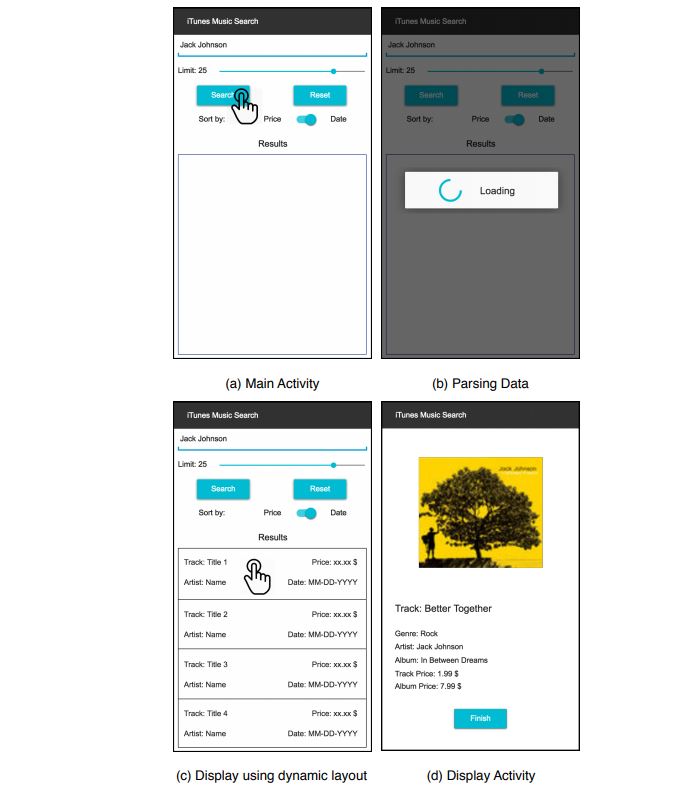 iTunes Music Search
Jack Johnson
Limit: 25
Search Reset
Sort by: Price Date
Results
(a) Main Activity
iTunes Music Search
Jack Johnson
Limit: 25
Search Reset
Sort by: Price Date
Results
Loading
(b) Parsing Data
iTunes Music Search
Jack Johnson
Limit: 25
Search Reset
Sort by: Price Date
Results
Track: Title 1 Price: xx.xx $
Artist: Name Date: MM-DD-YYYY
Track: Title 2 Price: xx.xx $
Artist: Name Date: MM-DD-YYYY
Track: Title 3 Price: xx.xx $
Artist: Name Date: MM-DD-YYYY
Track: Title 4 Price: xx.xx $
Artist: Name Date: MM-DD-YYYY
(c) Display using dynamic layout
iTunes Music Search
Jack Johnson
Track: Better Together
Genre: Rock
Artist: Jack Johnson
Album: In Between Dreams
Track Price: 1.99 $
Album Price: 7.99 $
Finish
(d) Display Activity